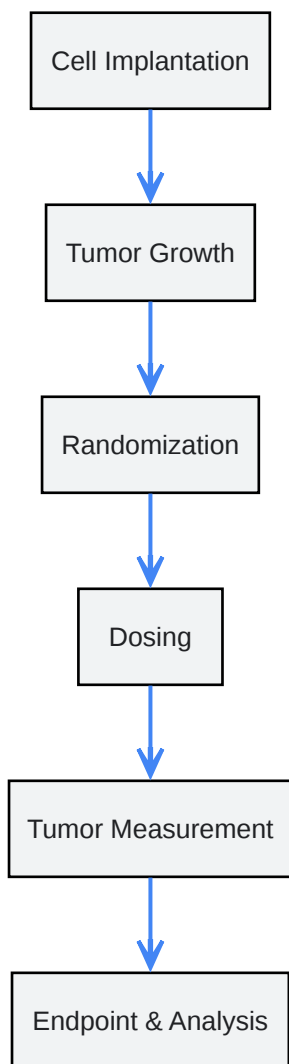 Cell Implantation
Tumor Growth
Randomization
Dosing
Tumor Measurement
Endpoint & Analysis